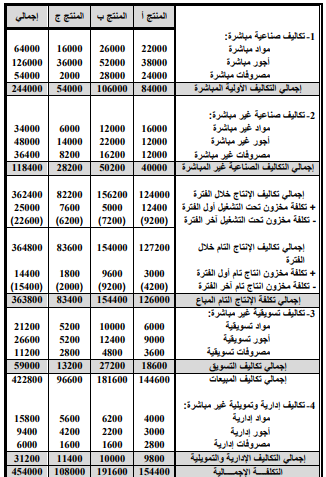 المنتج أ المنتج ب المنتج ج إجمالي
1- تكاليف صناعية مباشرة:
مواد مباشرة 22000 26000 16000 64000
أجور مباشرة 38000 52000 36000 126000
مصروفات مباشرة 24000 28000 2000 54000
إجمالي التكاليف الأولية المباشرة 84000 106000 54000 244000
2- تكاليف صناعية غير مباشرة:
مواد غير مباشرة 16000 12000 6000 34000
أجور غير مباشرة 12000 22000 14000 48000
مصروفات غير مباشرة 12000 16200 8200 36400
إجمالي التكاليف الصناعية غير المباشرة 40000 50200 28200 118400
إجمالي تكاليف الإنتاج خلال الفترة 124000 156200 82200 362400
+ تكلفة مخزون تحت التشغيل أول الفترة 12400 5000 7600 25000
- تكلفة مخزون تحت التشغيل آخر الفترة (9200) (7200) (6200) (22600)
إجمالي تكاليف الإنتاج التام خلال 127200 154000 83600 364800
الفترة
+ تكلفة مخزون إنتاج تام أول الفترة 3000 9600 1800 14400
- تكلفة مخزون انتاج تام آخر الفترة (4200) (9200) (2000) (15400)
إجمالي تكلفة الإنتاج التام المباع 126000 154400 83400 363800
3- تكاليف تسويقية غير مباشرة:
مواد تسويقية 6000 10000 5200 21200
أجور تسويقية 9000 12400 5200 26600
مصروفات تسويقية 3600 4800 2800 11200
إجمالي تكاليف التسويق 18600 27200 13200 59000
إجمالي تكاليف المبيعات 144600 181600 96600 422800
4- تكاليف إدارية وتمويلية غير مباشرة:
مواد إدارية 4000 6200 5600 15800
أجور إدارية 3000 2200 4200 9400
مصروفات إدارية 2800 1600 1600 6000
إجمالي التكاليف الإدارية والتمويلية 9800 10000 11400 31200
التكلفـــة الإجمـــالية 154400 191600 108000 454000